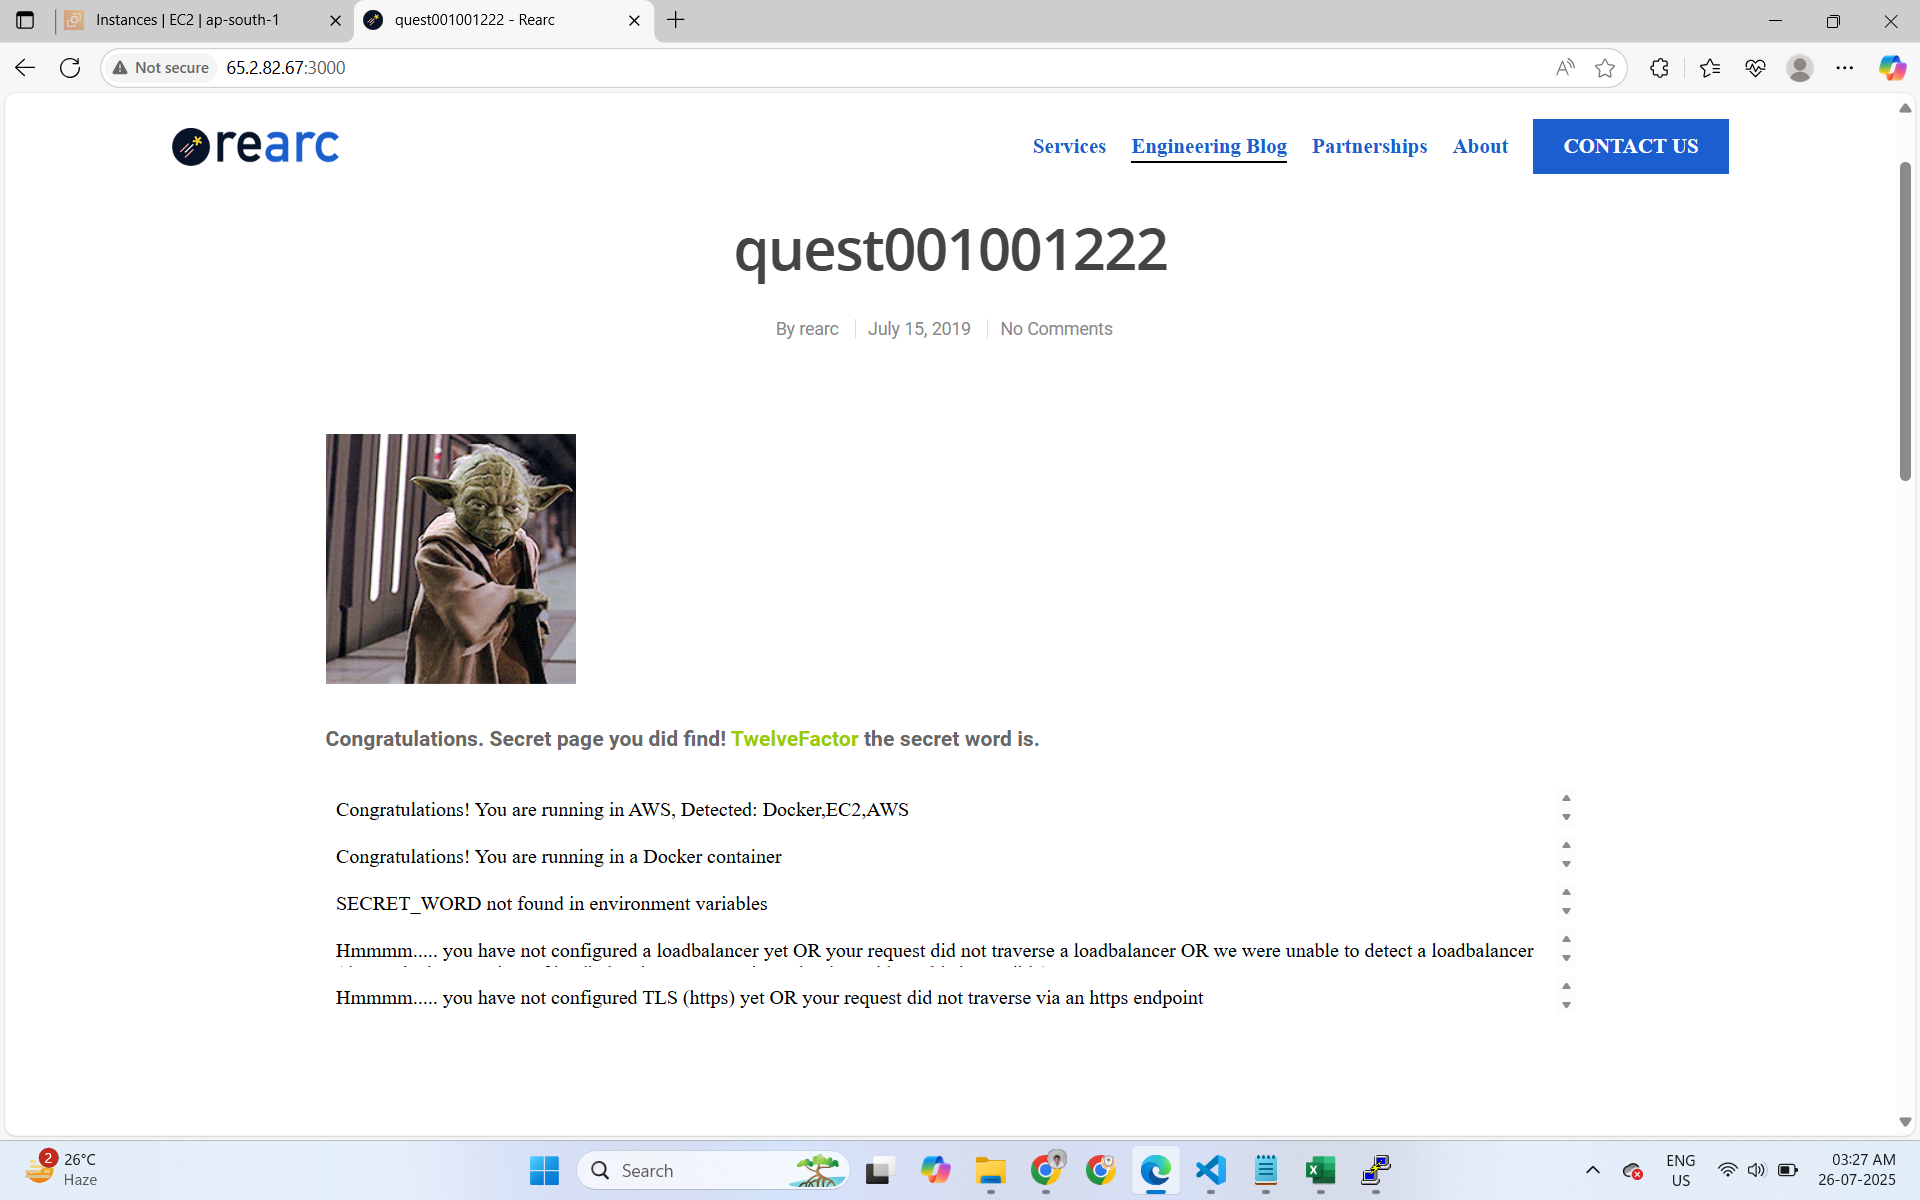 Instances | EC2 | ap-south-1
quest001001222 - Rearc
Not secure
65.2.82.67:3000
rearc
Services
Engineering Blog
Partnerships
About
CONTACT US
quest001001222
By rearc
July 15, 2019
No Comments
Congratulations. Secret page you did find! TwelveFactor the secret word is.
Congratulations! You are running in AWS, Detected: Docker,EC2,AWS
Congratulations! You are running in a Docker container
SECRET_WORD not found in environment variables
Hmmmm..... you have not configured a loadbalancer yet OR your request did not traverse a loadbalancer OR we were unable to detect a loadbalancer
Hmmmm..... you have not configured TLS (https) yet OR your request did not traverse via an https endpoint
2
26°C
Haze
Search
ENG
US
03:27 AM
26-07-2025